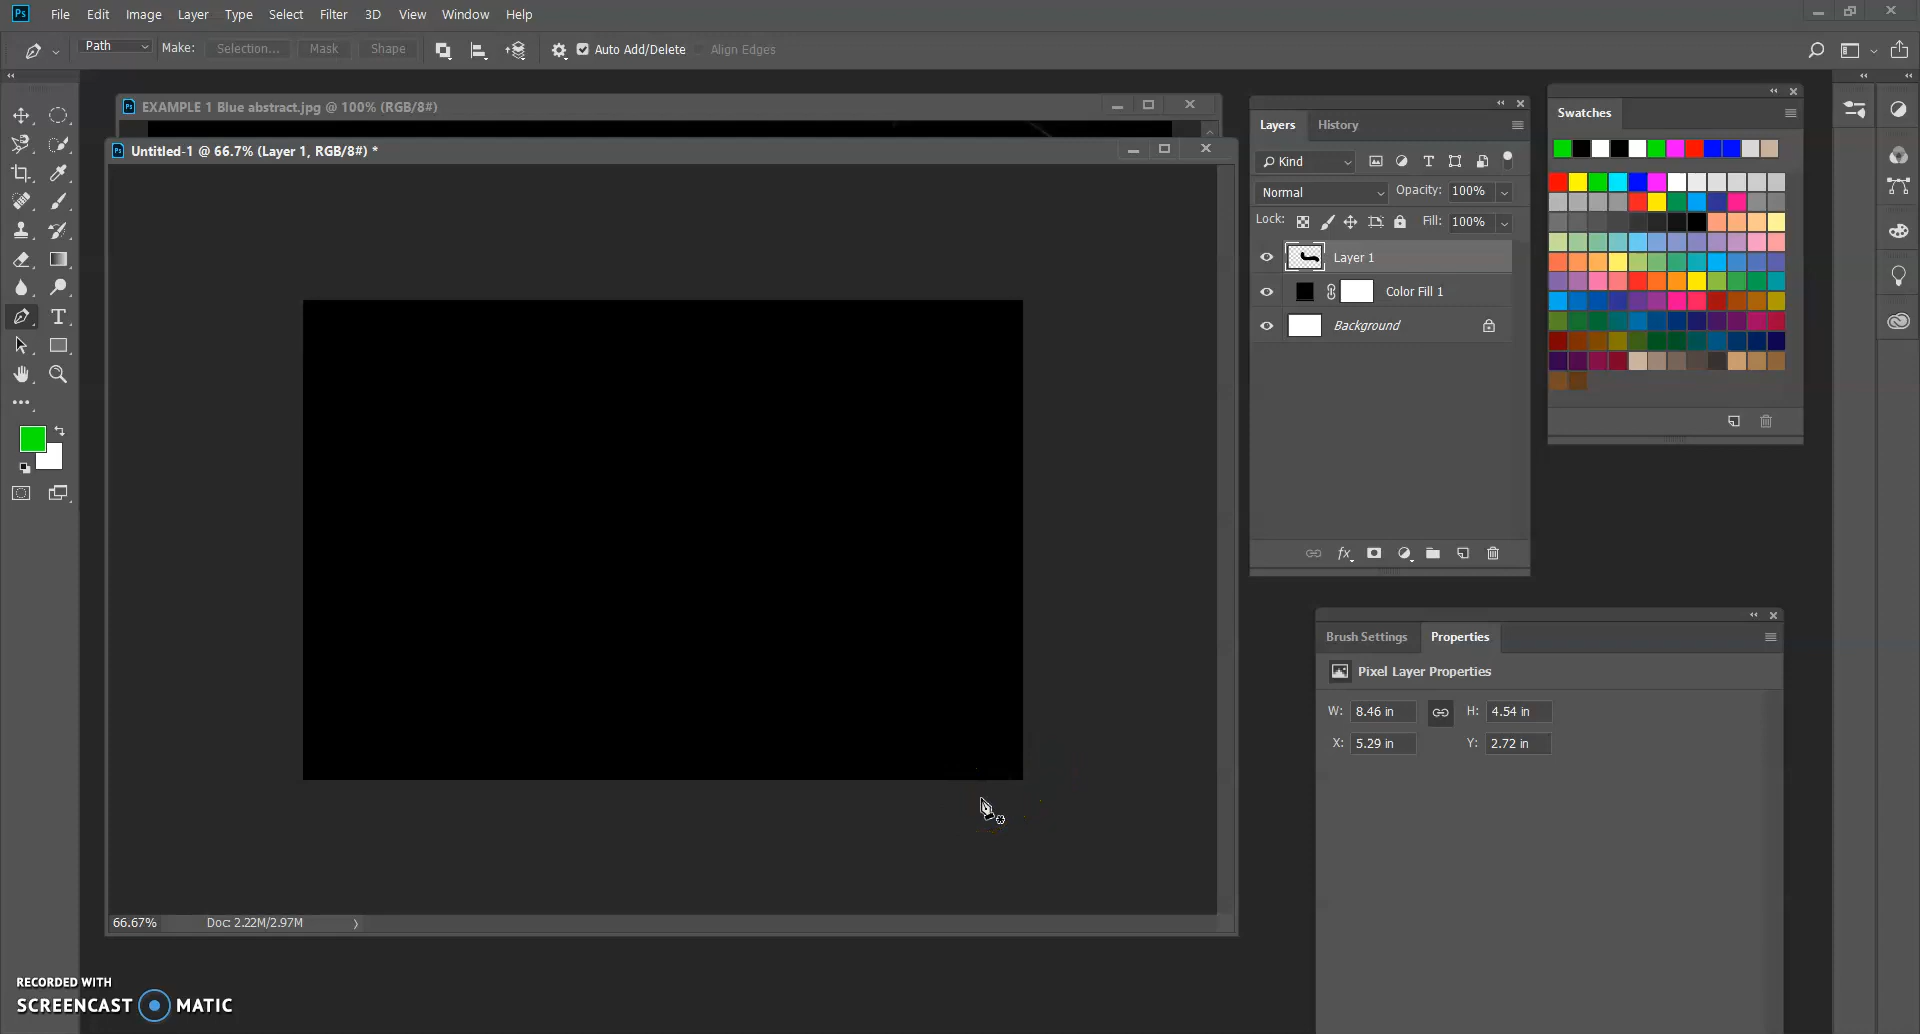 Ps File Edit Image Layer Type Select Filter 3D View Window Help
Path Make: Selection... Mask Shape Auto Add/Delete Align Edges
Ps EXAMPLE 1 Blue abstract.jpg @ 100% (RGB/8#)
Ps Untitled-1 @ 66.7% (Layer 1, RGB/8#) *
66.67% Doc: 2.22M/2.97M
Layers History
Kind
Normal Opacity: 100%
Lock: Fill: 100%
Layer 1
Color Fill 1
Background
fx
Swatches
Brush Settings Properties
Pixel Layer Properties
W: 8.46 in H: 4.54 in
X: 5.29 in Y: 2.72 in
RECORDED WITH
SCREENCAST MATIC